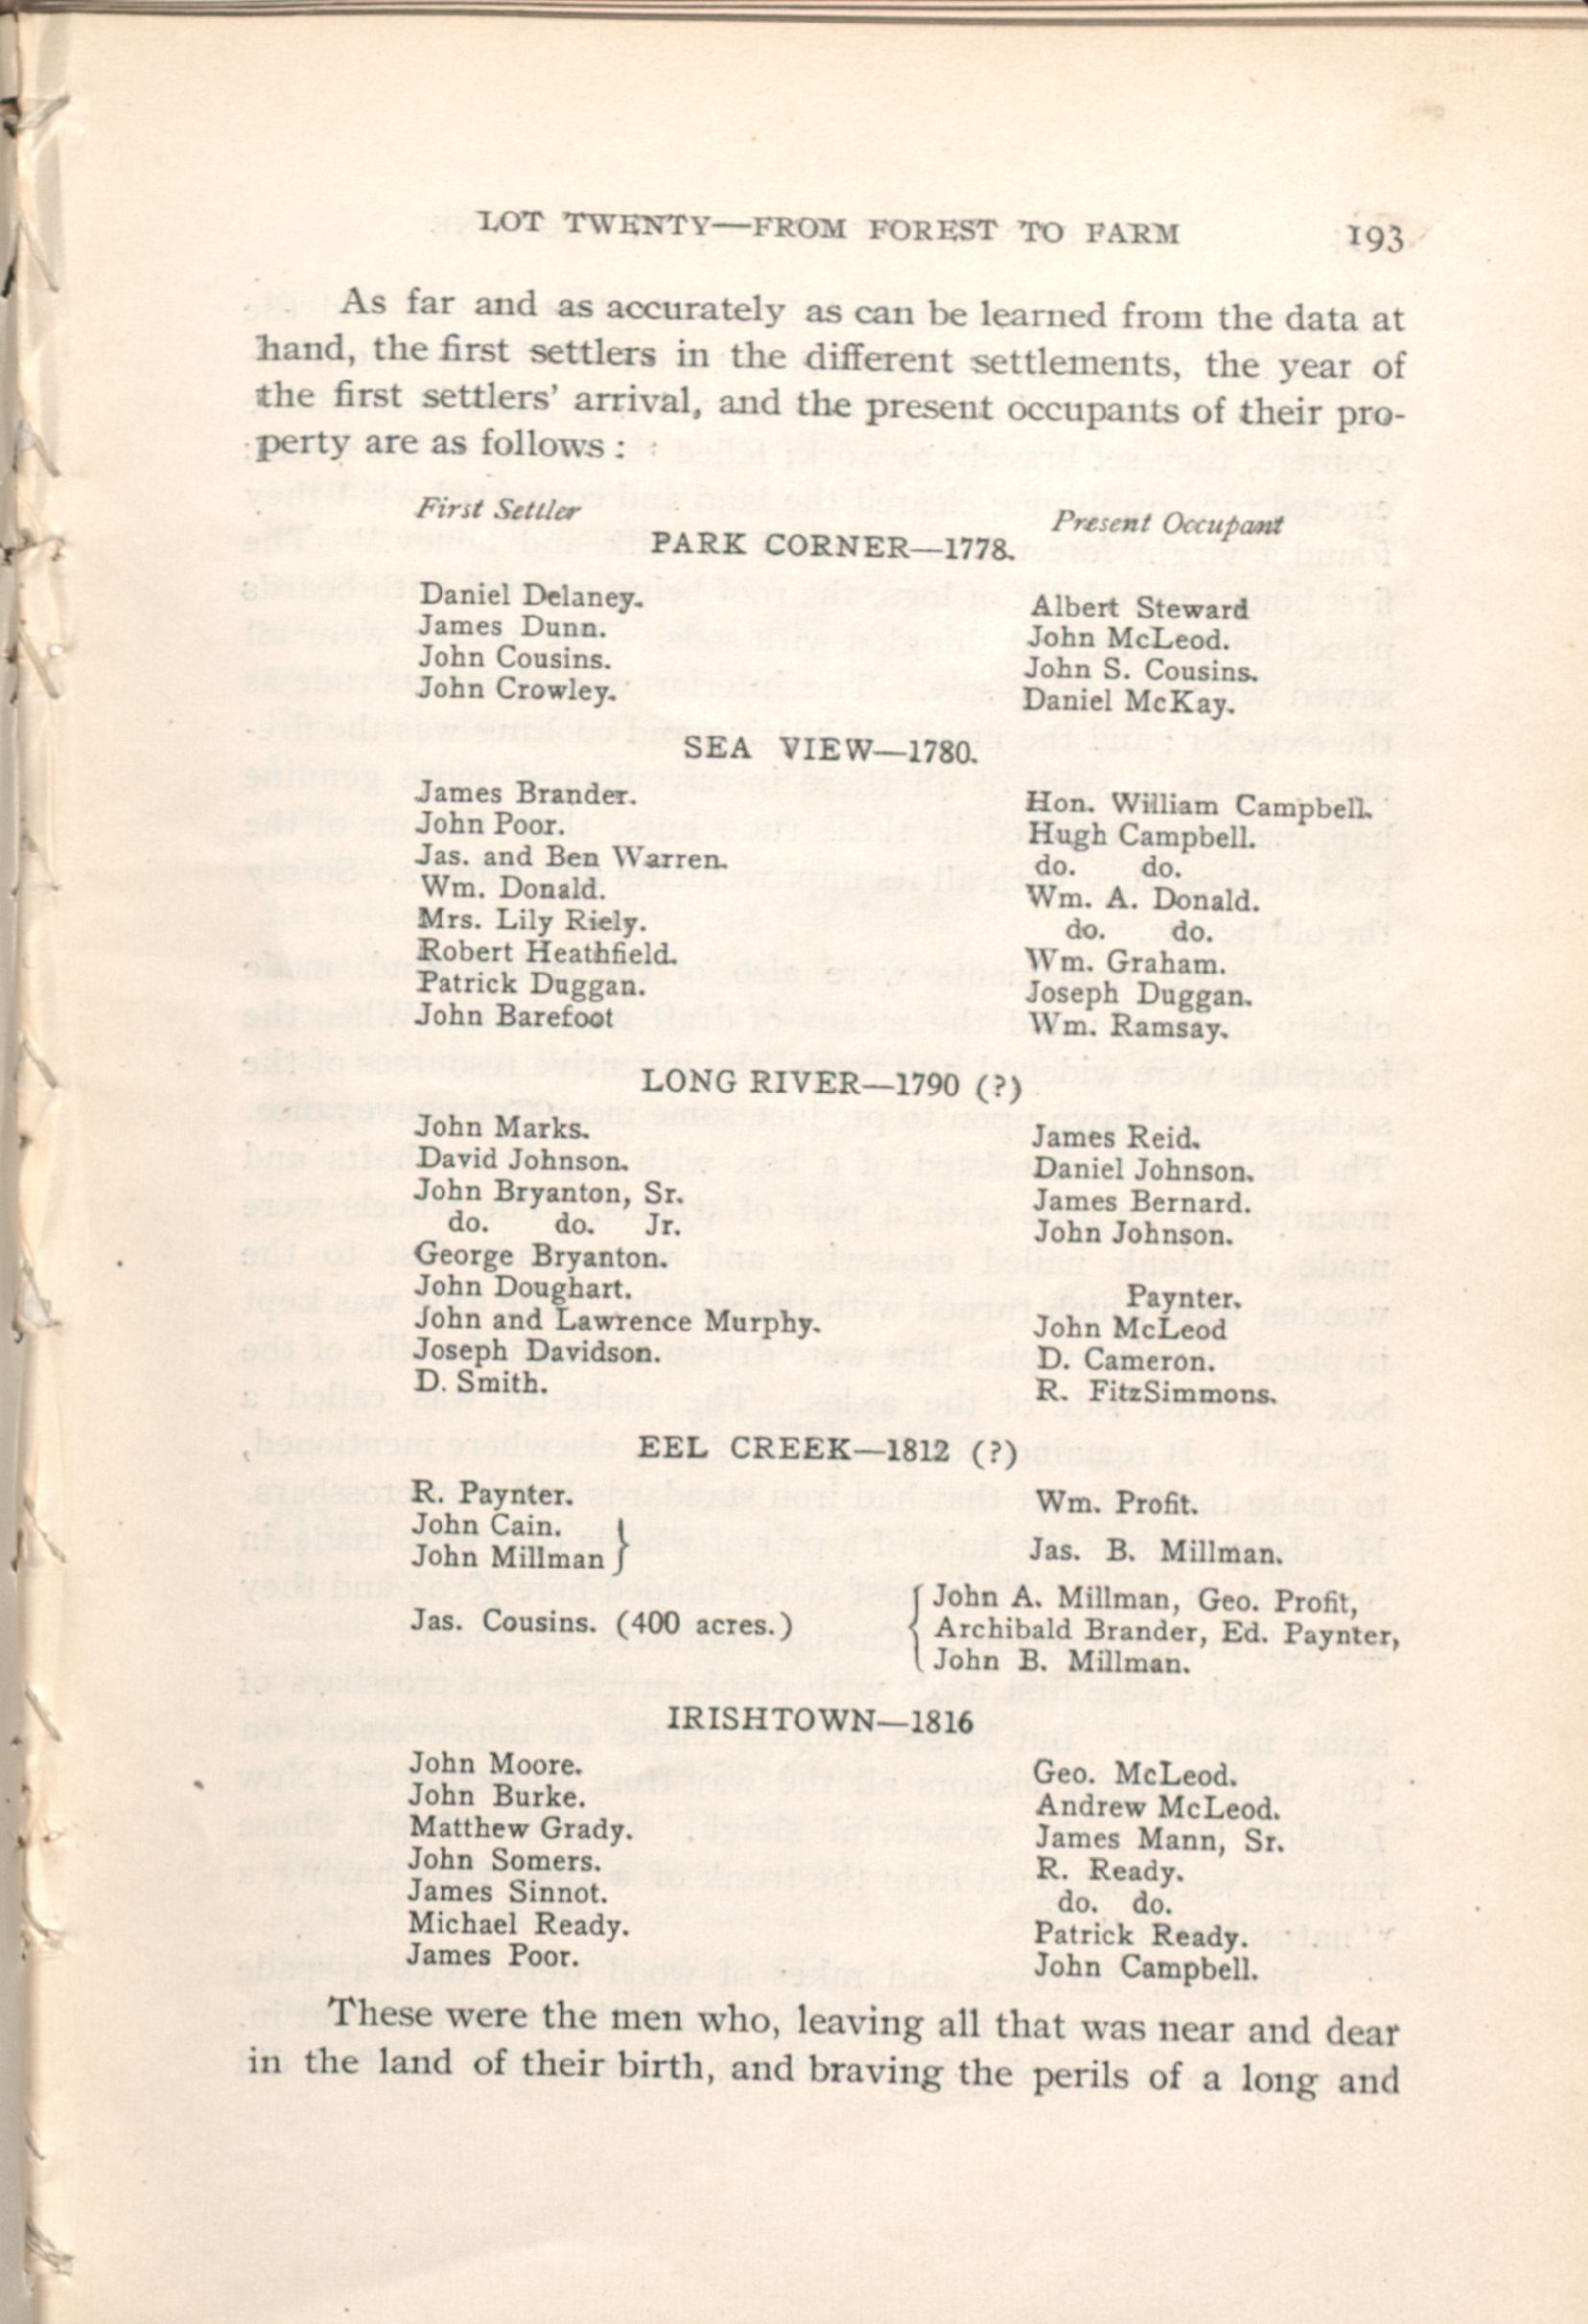 LOT TWENTY—FROM FOREST TO FARM 193
As far and as accurately as can be learned from the data at
hand, the first settlers in the different settlements, the year of
the first settlers' arrival, and the present occupants of their pro-
perty are as follows :
First Settler Present Occupant
PARK CORNER—1778.
Daniel Delaney. Albert Steward
James Dunn. John McLeod.
John Cousins. John S. Cousins.
John Crowley. Daniel McKay.
SEA VIEW—1780.
James Brander. Hon. William Campbell.
John Poor. Hugh Campbell.
Jas. and Ben Warren. do. do.
Wm. Donald. Wm. A. Donald.
Mrs. Lily Riely. do. do.
Robert Heathfield. Wm. Graham.
Patrick Duggan. Joseph Duggan.
John Barefoot Wm. Ramsay.
LONG RIVER—1790 (?)
John Marks. James Reid.
David Johnson. Daniel Johnson.
John Bryanton, Sr. James Bernard.
do. do. Jr. John Johnson.
George Bryanton.
John Doughart. Paynter.
John and Lawrence Murphy. John McLeod
Joseph Davidson. D. Cameron.
D. Smith. R. FitzSimmons.
EEL CREEK—1812 (?)
R. Paynter. Wm. Profit.
John Cain.
John Millman } Jas. B. Millman.
{ John A. Millman, Geo. Profit,
Jas. Cousins. (400 acres.) Archibald Brander, Ed. Paynter,
John B. Millman.
IRISHTOWN—1816
John Moore. Geo. McLeod.
John Burke. Andrew McLeod.
Matthew Grady. James Mann, Sr.
John Somers. R. Ready.
James Sinnot. do. do.
Michael Ready. Patrick Ready.
James Poor. John Campbell.
These were the men who, leaving all that was near and dear
in the land of their birth, and braving the perils of a long and